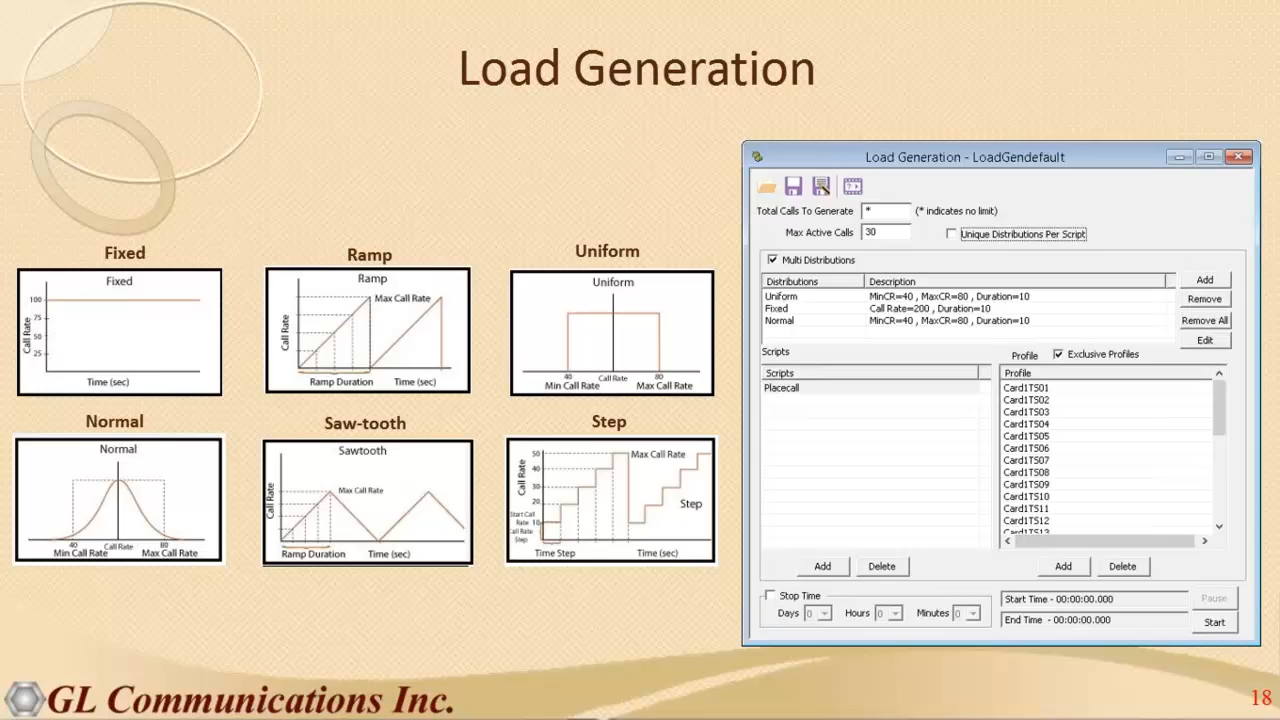 Load Generation
Fixed
Fixed
100
75
50
25
Call Rate
Time (sec)
Ramp
Ramp
Max Call Rate
Call Rate
Ramp Duration
Time (sec)
Uniform
Uniform
40
Call Rate
80
Min Call Rate
Max Call Rate
Normal
Normal
40
Call Rate
80
Min Call Rate
Max Call Rate
Saw-tooth
Sawtooth
Max Call Rate
Call Rate
Ramp Duration
Time (sec)
Step
50
Max Call Rate
40
30
20
Call Rate
Start Call
Rate 10
Call Rate
Step
Step
Time Step
Time (sec)
Load Generation - LoadGendefault
Total Calls To Generate * (* indicates no limit)
Max Active Calls 30
Unique Distributions Per Script
Multi Distributions
Distributions Description
Uniform MinCR=40 , MaxCR=80 , Duration=10
Fixed Call Rate=200 , Duration=10
Normal MinCR=40 , MaxCR=80 , Duration=10
Add
Remove
Remove All
Edit
Scripts
Profile Exclusive Profiles
Scripts
Placecall
Profile
Card1TS01
Card1TS02
Card1TS03
Card1TS04
Card1TS05
Card1TS06
Card1TS07
Card1TS08
Card1TS09
Card1TS10
Card1TS11
Card1TS12
Card1TS13
Add Delete
Add Delete
Stop Time
Days 0 Hours 0 Minutes 0
Start Time - 00:00:00.000
Pause
End Time - 00:00:00.000
Start
GL Communications Inc.
18